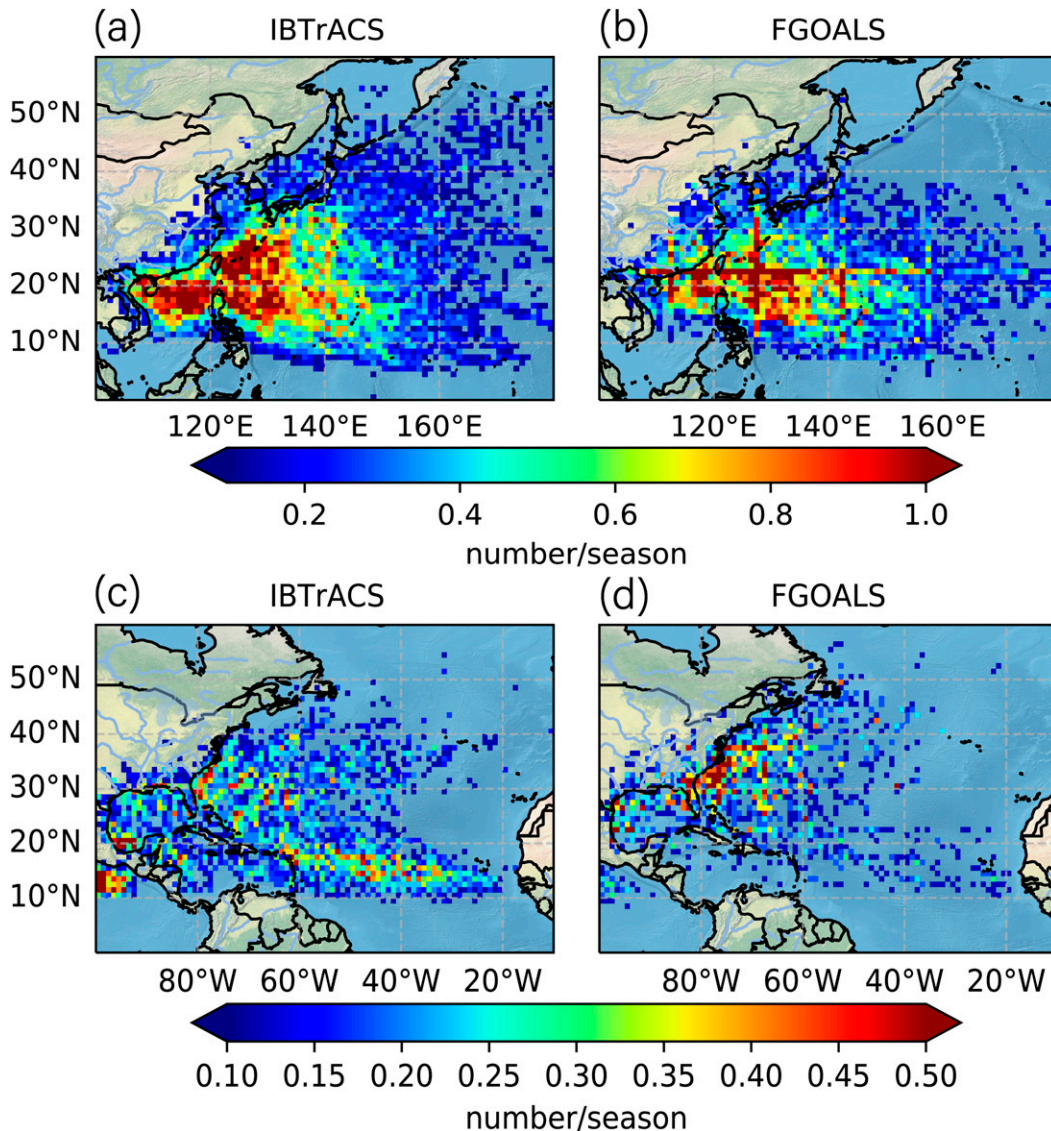 (a) IBTrACS
(b) FGOALS
50°N
40°N
30°N
20°N
10°N
120°E 140°E 160°E
120°E 140°E 160°E
0.2 0.4 0.6 0.8 1.0
number/season
(c) IBTrACS
(d) FGOALS
50°N
40°N
30°N
20°N
10°N
80°W 60°W 40°W 20°W
80°W 60°W 40°W 20°W
0.10 0.15 0.20 0.25 0.30 0.35 0.40 0.45 0.50
number/season